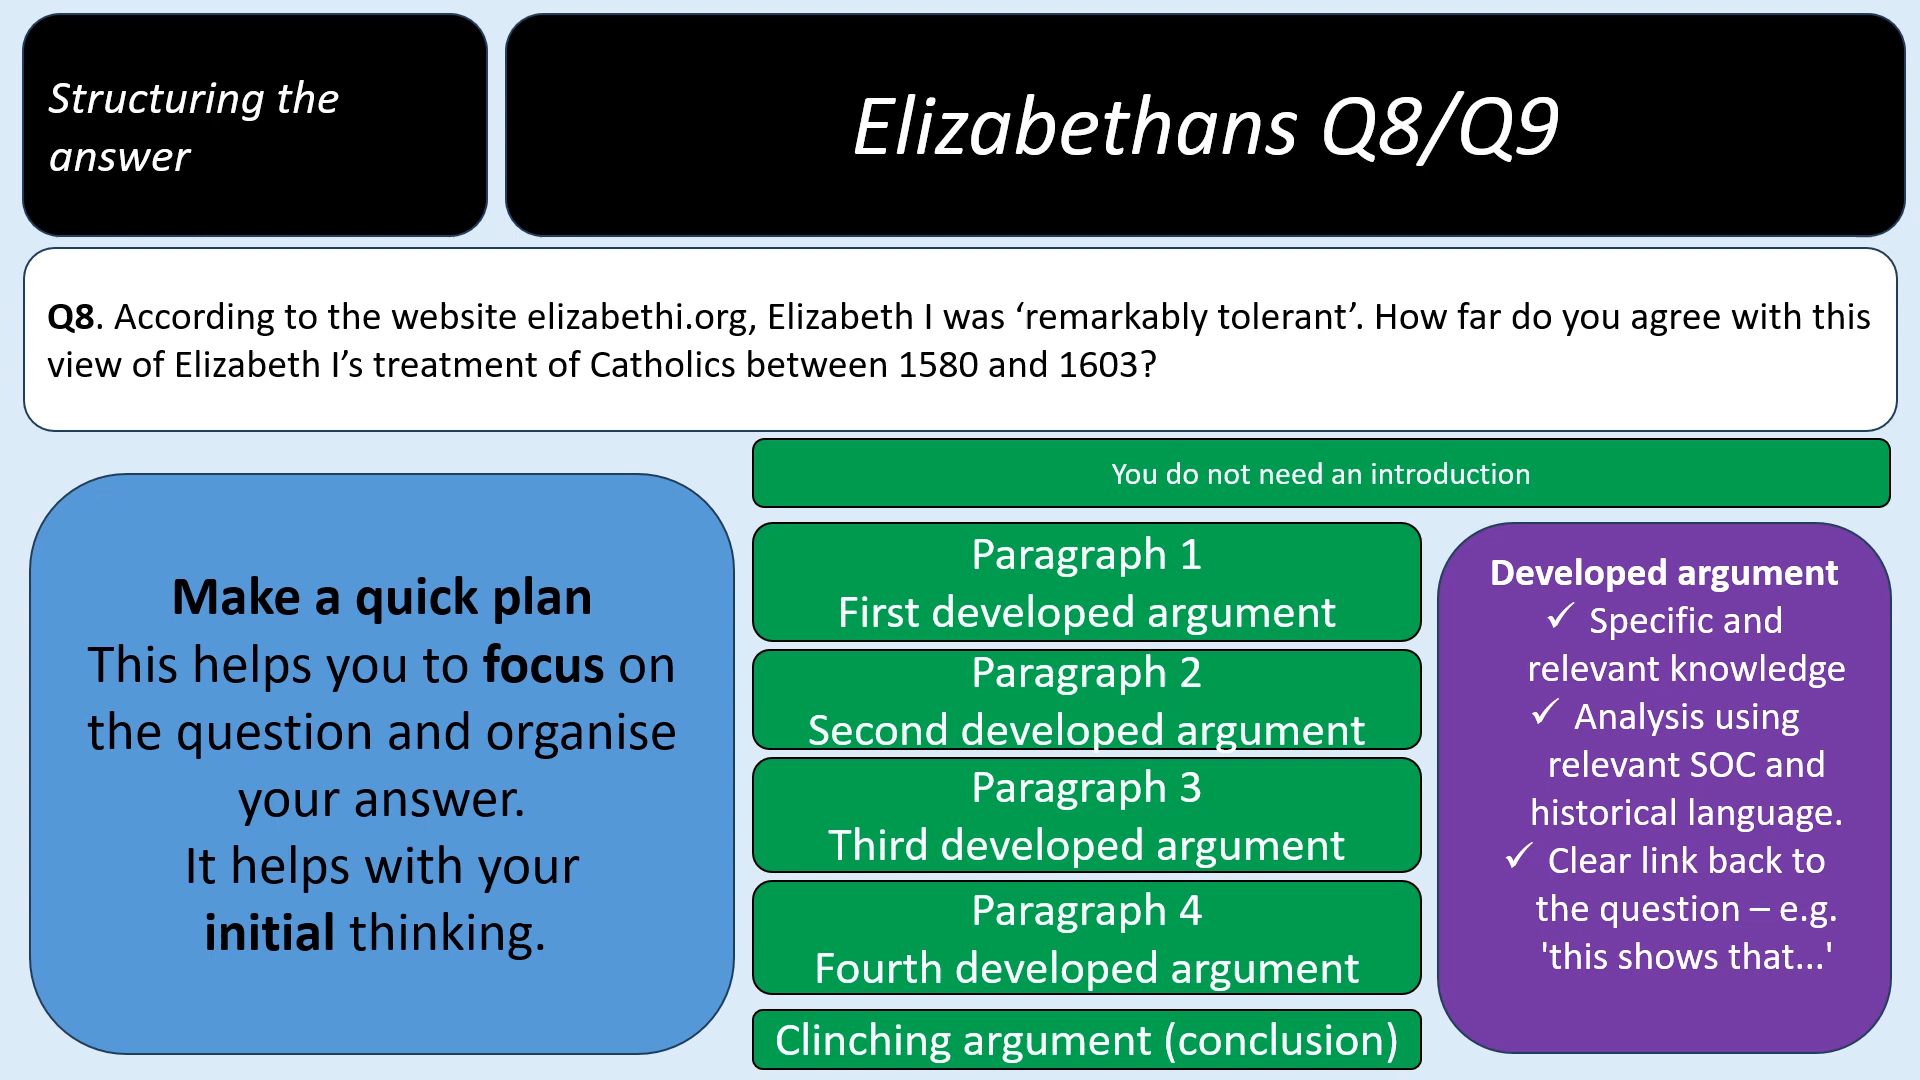 Structuring the
answer
Elizabethans Q8/Q9
Q8. According to the website elizabethi.org, Elizabeth I was ‘remarkably tolerant’. How far do you agree with this
view of Elizabeth I’s treatment of Catholics between 1580 and 1603?
Make a quick plan
This helps you to focus on
the question and organise
your answer.
It helps with your
initial thinking.
You do not need an introduction
Paragraph 1
First developed argument
Paragraph 2
Second developed argument
Paragraph 3
Third developed argument
Paragraph 4
Fourth developed argument
Clinching argument (conclusion)
Developed argument
✓ Specific and
relevant knowledge
✓ Analysis using
relevant SOC and
historical language.
✓ Clear link back to
the question – e.g.
'this shows that...'